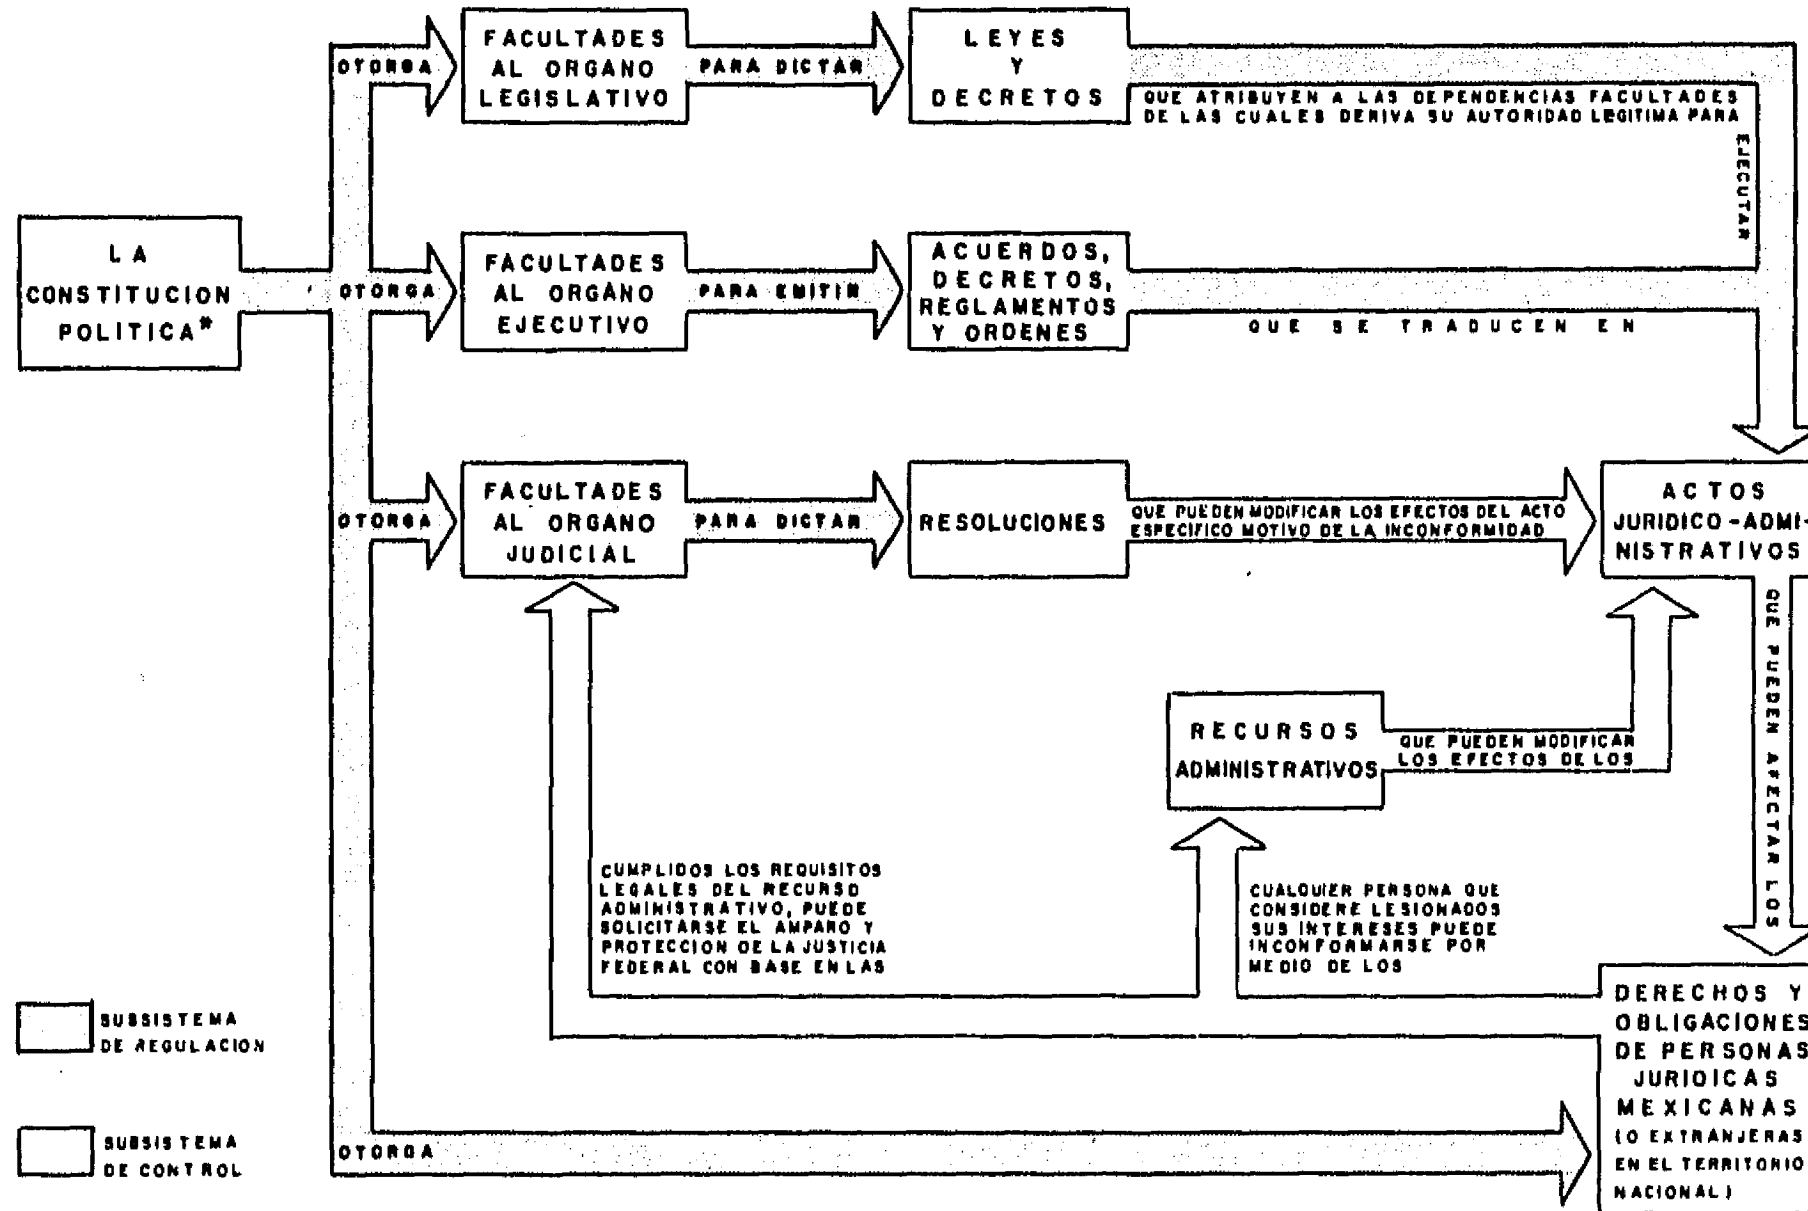 LA
CONSTITUCION
POLITICA*
OTORGA
FACULTADES
AL ORGANO
LEGISLATIVO
PARA DICTAR
LEYES
Y
DECRETOS
QUE ATRIBUYEN A LAS DEPENDENCIAS FACULTADES
DE LAS CUALES DERIVA SU AUTORIDAD LEGITIMA PARA
EJECUTAR
OTORGA
FACULTADES
AL ORGANO
EJECUTIVO
PARA EMITIR
ACUERDOS,
DECRETOS,
REGLAMENTOS
Y ORDENES
QUE SE TRADUCEN EN
OTORGA
FACULTADES
AL ORGANO
JUDICIAL
PARA DICTAR
RESOLUCIONES
QUE PUEDEN MODIFICAR LOS EFECTOS DEL ACTO
ESPECIFICO MOTIVO DE LA INCONFORMIDAD
ACTOS
JURIDICO-ADMI-
NISTRATIVOS
QUE PUEDEN AFECTAR LOS
RECURSOS
ADMINISTRATIVOS
QUE PUEDEN MODIFICAR
LOS EFECTOS DE LOS
CUMPLIDOS LOS REQUISITOS
LEGALES DEL RECURSO
ADMINISTRATIVO, PUEDE
SOLICITARSE EL AMPARO Y
PROTECCION DE LA JUSTICIA
FEDERAL CON BASE EN LAS
CUALQUIER PERSONA QUE
CONSIDERE LESIONADOS
SUS INTERESES PUEDE
INCONFORMARSE POR
MEDIO DE LOS
DERECHOS Y
OBLIGACIONES
DE PERSONAS
JURIDICAS
MEXICANAS
(O EXTRANJERAS
EN EL TERRITORIO
NACIONAL)
OTORGA
SUBSISTEMA
DE REGULACION
SUBSISTEMA
DE CONTROL